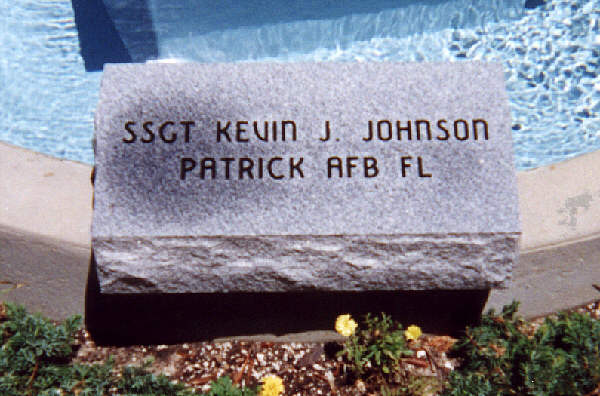 SSGT KEVIN J. JOHNSON
PATRICK AFB FL